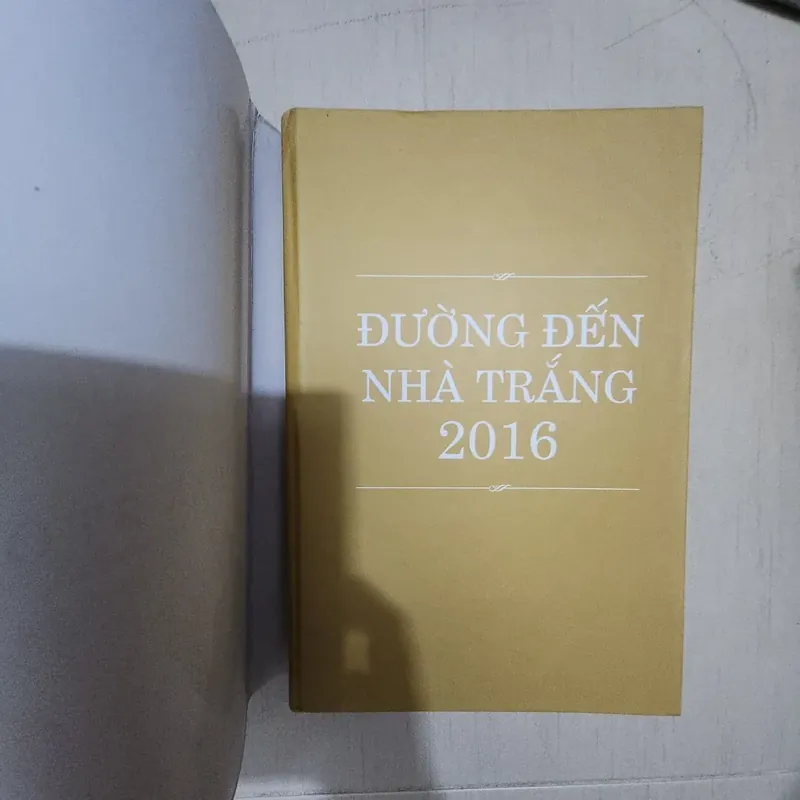 ĐƯỜNG ĐẾN
NHÀ TRẮNG
2016